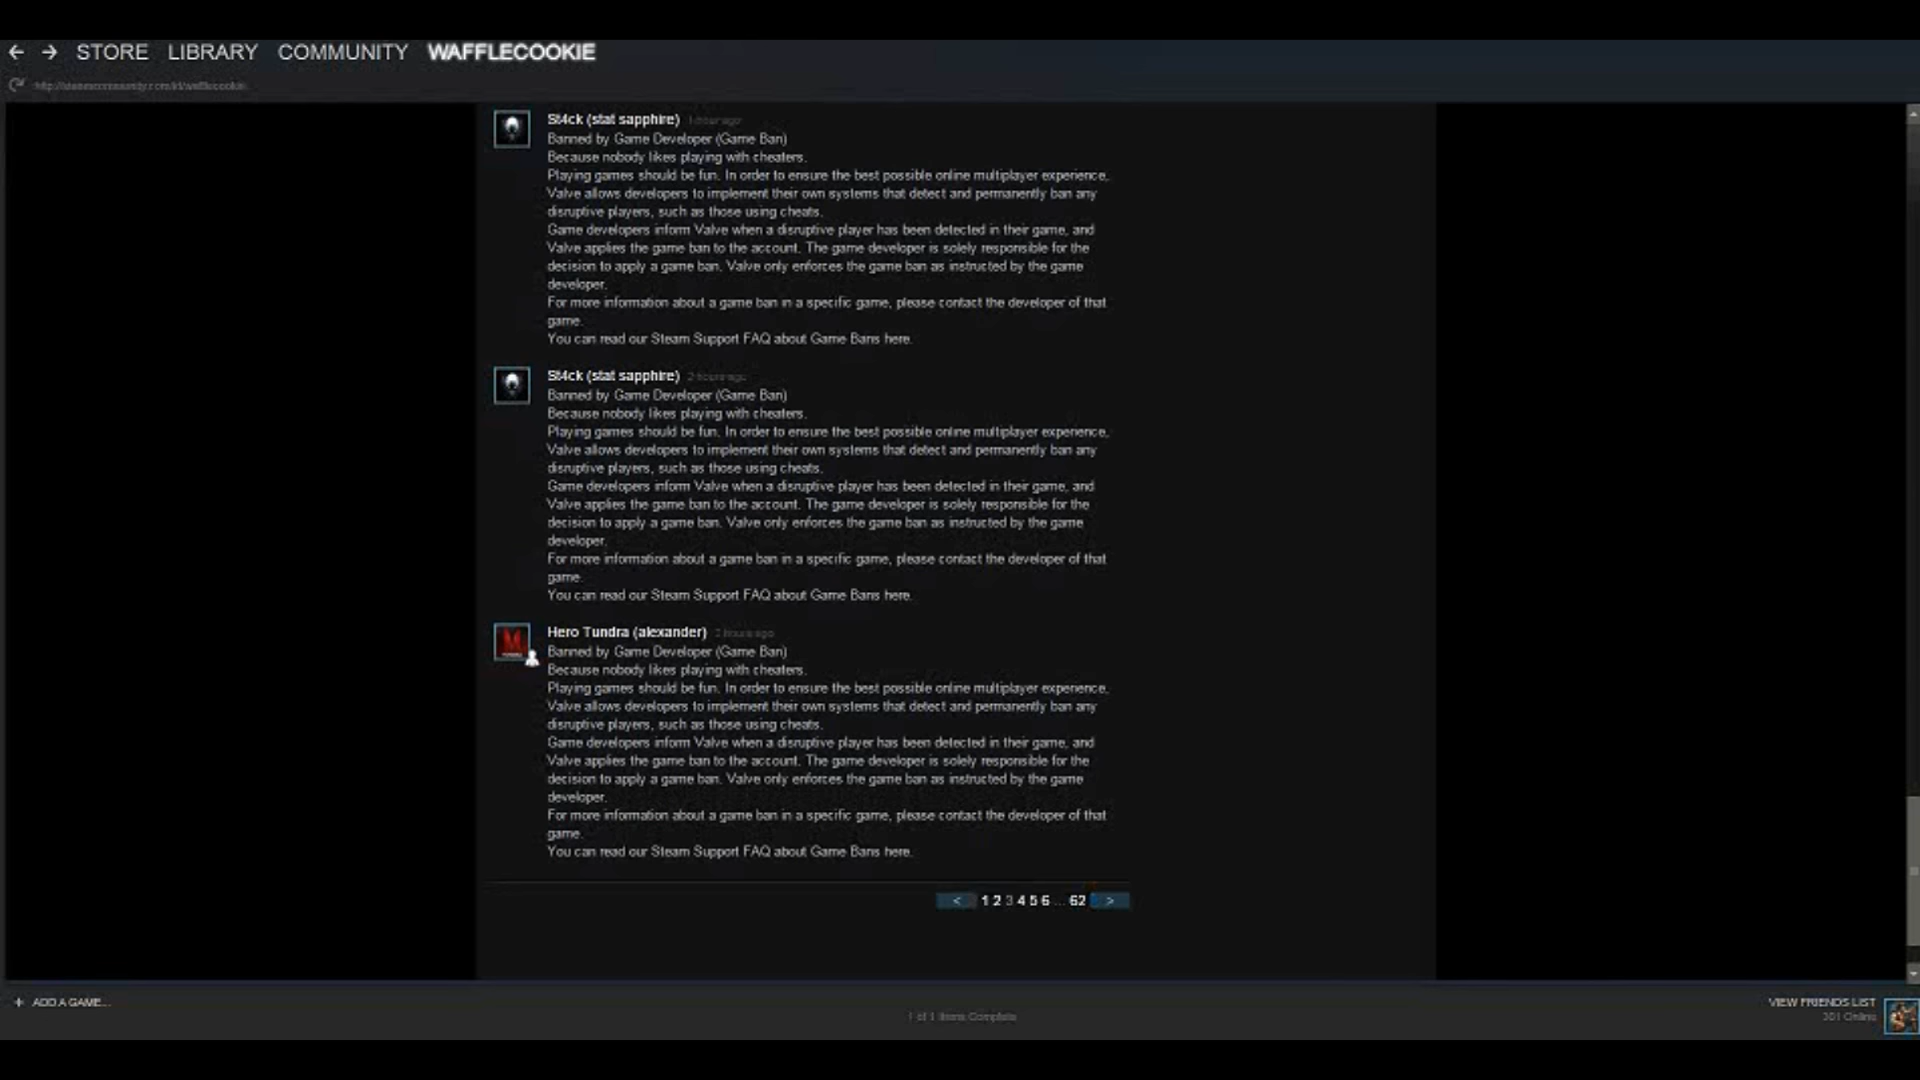 STORE LIBRARY COMMUNITY WAFFLECOOKIE
http://steamcommunity.com/id/wafflecookie
St4ck (stat sapphire) 1 hour ago
Banned by Game Developer (Game Ban)
Because nobody likes playing with cheaters.
Playing games should be fun. In order to ensure the best possible online multiplayer experience,
Valve allows developers to implement their own systems that detect and permanently ban any
disruptive players, such as those using cheats.
Game developers inform Valve when a disruptive player has been detected in their game, and
Valve applies the game ban to the account. The game developer is solely responsible for the
decision to apply a game ban. Valve only enforces the game ban as instructed by the game
developer.
For more information about a game ban in a specific game, please contact the developer of that
game.
You can read our Steam Support FAQ about Game Bans here.
St4ck (stat sapphire) 2 hours ago
Banned by Game Developer (Game Ban)
Because nobody likes playing with cheaters.
Playing games should be fun. In order to ensure the best possible online multiplayer experience,
Valve allows developers to implement their own systems that detect and permanently ban any
disruptive players, such as those using cheats.
Game developers inform Valve when a disruptive player has been detected in their game, and
Valve applies the game ban to the account. The game developer is solely responsible for the
decision to apply a game ban. Valve only enforces the game ban as instructed by the game
developer.
For more information about a game ban in a specific game, please contact the developer of that
game.
You can read our Steam Support FAQ about Game Bans here.
Hero Tundra (alexander) hours ago
Banned by Game Developer (Game Ban)
Because nobody likes playing with cheaters.
Playing games should be fun. In order to ensure the best possible online multiplayer experience,
Valve allows developers to implement their own systems that detect and permanently ban any
disruptive players, such as those using cheats.
Game developers inform Valve when a disruptive player has been detected in their game, and
Valve applies the game ban to the account. The game developer is solely responsible for the
decision to apply a game ban. Valve only enforces the game ban as instructed by the game
developer.
For more information about a game ban in a specific game, please contact the developer of that
game.
You can read our Steam Support FAQ about Game Bans here.
< 1 2 3 4 5 6 ... 62 >
+ ADD A GAME...
VIEW FRIENDS LIST
1 of 1 Items Complete
301 Online